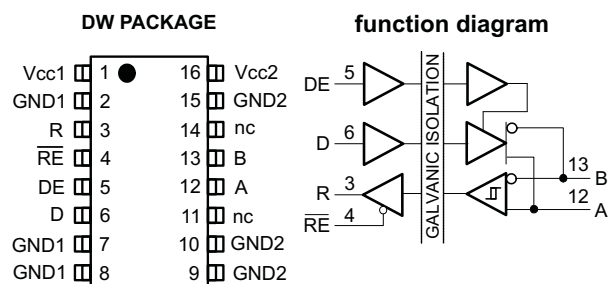 DW PACKAGE
Vcc1 1 16 Vcc2
GND1 2 15 GND2
R 3 14 nc
RE 4 13 B
DE 5 12 A
D 6 11 nc
GND1 7 10 GND2
GND1 8 9 GND2
function diagram
DE 5
D 6
R 3
RE 4
GALVANIC ISOLATION
13 B
12 A